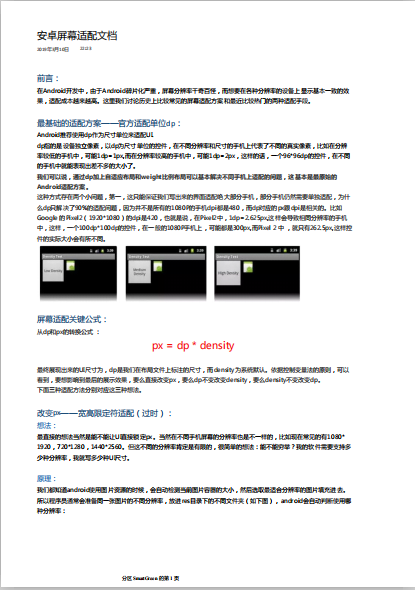 安卓屏幕适配文档
2019年3月28日 22:28
前言：
在Android开发中，由于Android碎片化严重，屏幕分辨率千奇百怪，而想要在各种分辨率的设备上显示基本一致的效
果，适配成本越来越高。这里我们讨论历史上比较常见的屏幕适配方案和最近比较热门的两种适配手段。
最基础的适配方案——官方适配单位dp：
Android推荐使用dp作为尺寸单位来适配UI.
dp指的是设备独立像素，以dp为尺寸单位的控件，在不同分辨率和尺寸的手机上代表了不同的真实像素，比如在分辨
率较低的手机中，可能1dp=1px,而在分辨率较高的手机中，可能1dp=2px，这样的话，一个96*96dp的控件，在不同
的手机中就能表现出差不多的大小了。
我们可以说，通过dp加上自适应布局和weight比例布局可以基本解决不同手机上适配的问题，这基本是最原始的
Android适配方案。
这种方式存在两个小问题，第一，这只能保证我们写出来的界面适配绝大部分手机，部分手机仍然需要单独适配，为什
么dp只解决了90%的适配问题，因为并不是所有的1080P的手机dpi都是480，而dpi对应的px跟dpi是相关的。比如
Google 的 Pixel2（ 1920*1080 ）的dpi是420，也就是说，在Pixel2中，1dp=2.625px,这样会导致相同分辨率的手机
中，这样，一个100dp*100dp的控件，在一般的1080P手机上，可能都是300px,而Pixel 2 中 ，就只有262.5px,这样控
件的实际大小会有所不同。
Low Density
Medium
Density
High Density
屏幕适配关键公式：
从dp和px的转换公式 ：
px = dp * density
最终展现出来的UI尺寸为，dp是我们在布局文件上标注的尺寸，而density为系统默认。依据控制变量法的原则，可以
看到，要想影响到最后的展示效果，要么直接改变px，要么dp不变改变density，要么density不变改变dp。
下面三种适配方法分别对应这三种想法。
改变px——宽高限定符适配（过时）：
想法：
最直接的想法当然是能不能让UI直接锁定px，当然在不同手机屏幕的分辨率也是不一样的，比如现在常见的有1080*
1920，720*1280，1440*2560。但这不同的分辨率肯定是有限的，很简单的想法：能不能穷举？我的软件需要支持多
少种分辨率，我就写多少种UI尺寸。
原理：
我们都知道android使用图片资源的时候，会自动检测当前图片容器的大小，然后选取最适合分辨率的图片填充进去。
所以程序员通常会准备同一张图片的不同分辨率，放进res目录下的不同文件夹（如下图），android会自动判断使用哪
种分辨率：
分区 SmartGreen 的第 1 页